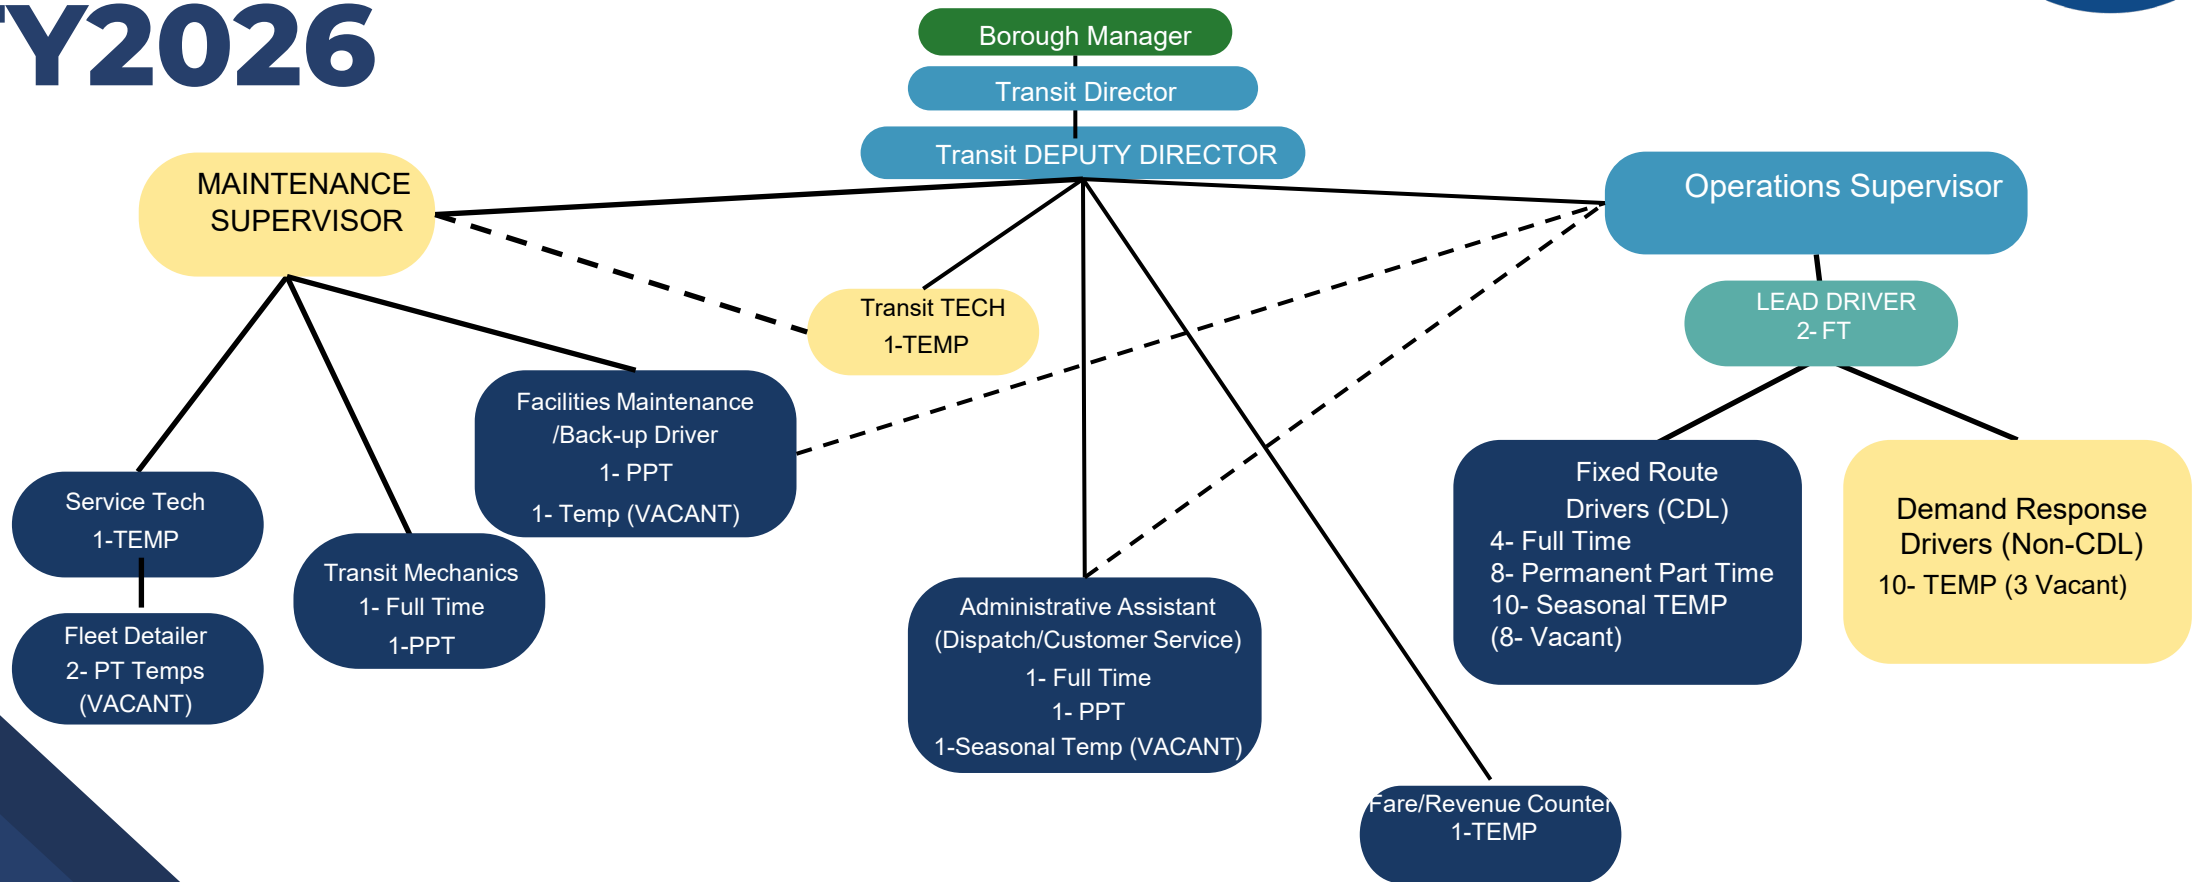 Y2026
Borough Manager
Transit Director
Transit DEPUTY DIRECTOR
MAINTENANCE
SUPERVISOR
Operations Supervisor
Transit TECH
1-TEMP
LEAD DRIVER
2- FT
Facilities Maintenance
/Back-up Driver
1- PPT
1- Temp (VACANT)
Service Tech
1-TEMP
Transit Mechanics
1- Full Time
1-PPT
Fleet Detailer
2- PT Temps
(VACANT)
Administrative Assistant
(Dispatch/Customer Service)
1- Full Time
1- PPT
1-Seasonal Temp (VACANT)
Fixed Route
Drivers (CDL)
4- Full Time
8- Permanent Part Time
10- Seasonal TEMP
(8- Vacant)
Demand Response
Drivers (Non-CDL)
10- TEMP (3 Vacant)
Fare/Revenue Counter
1-TEMP